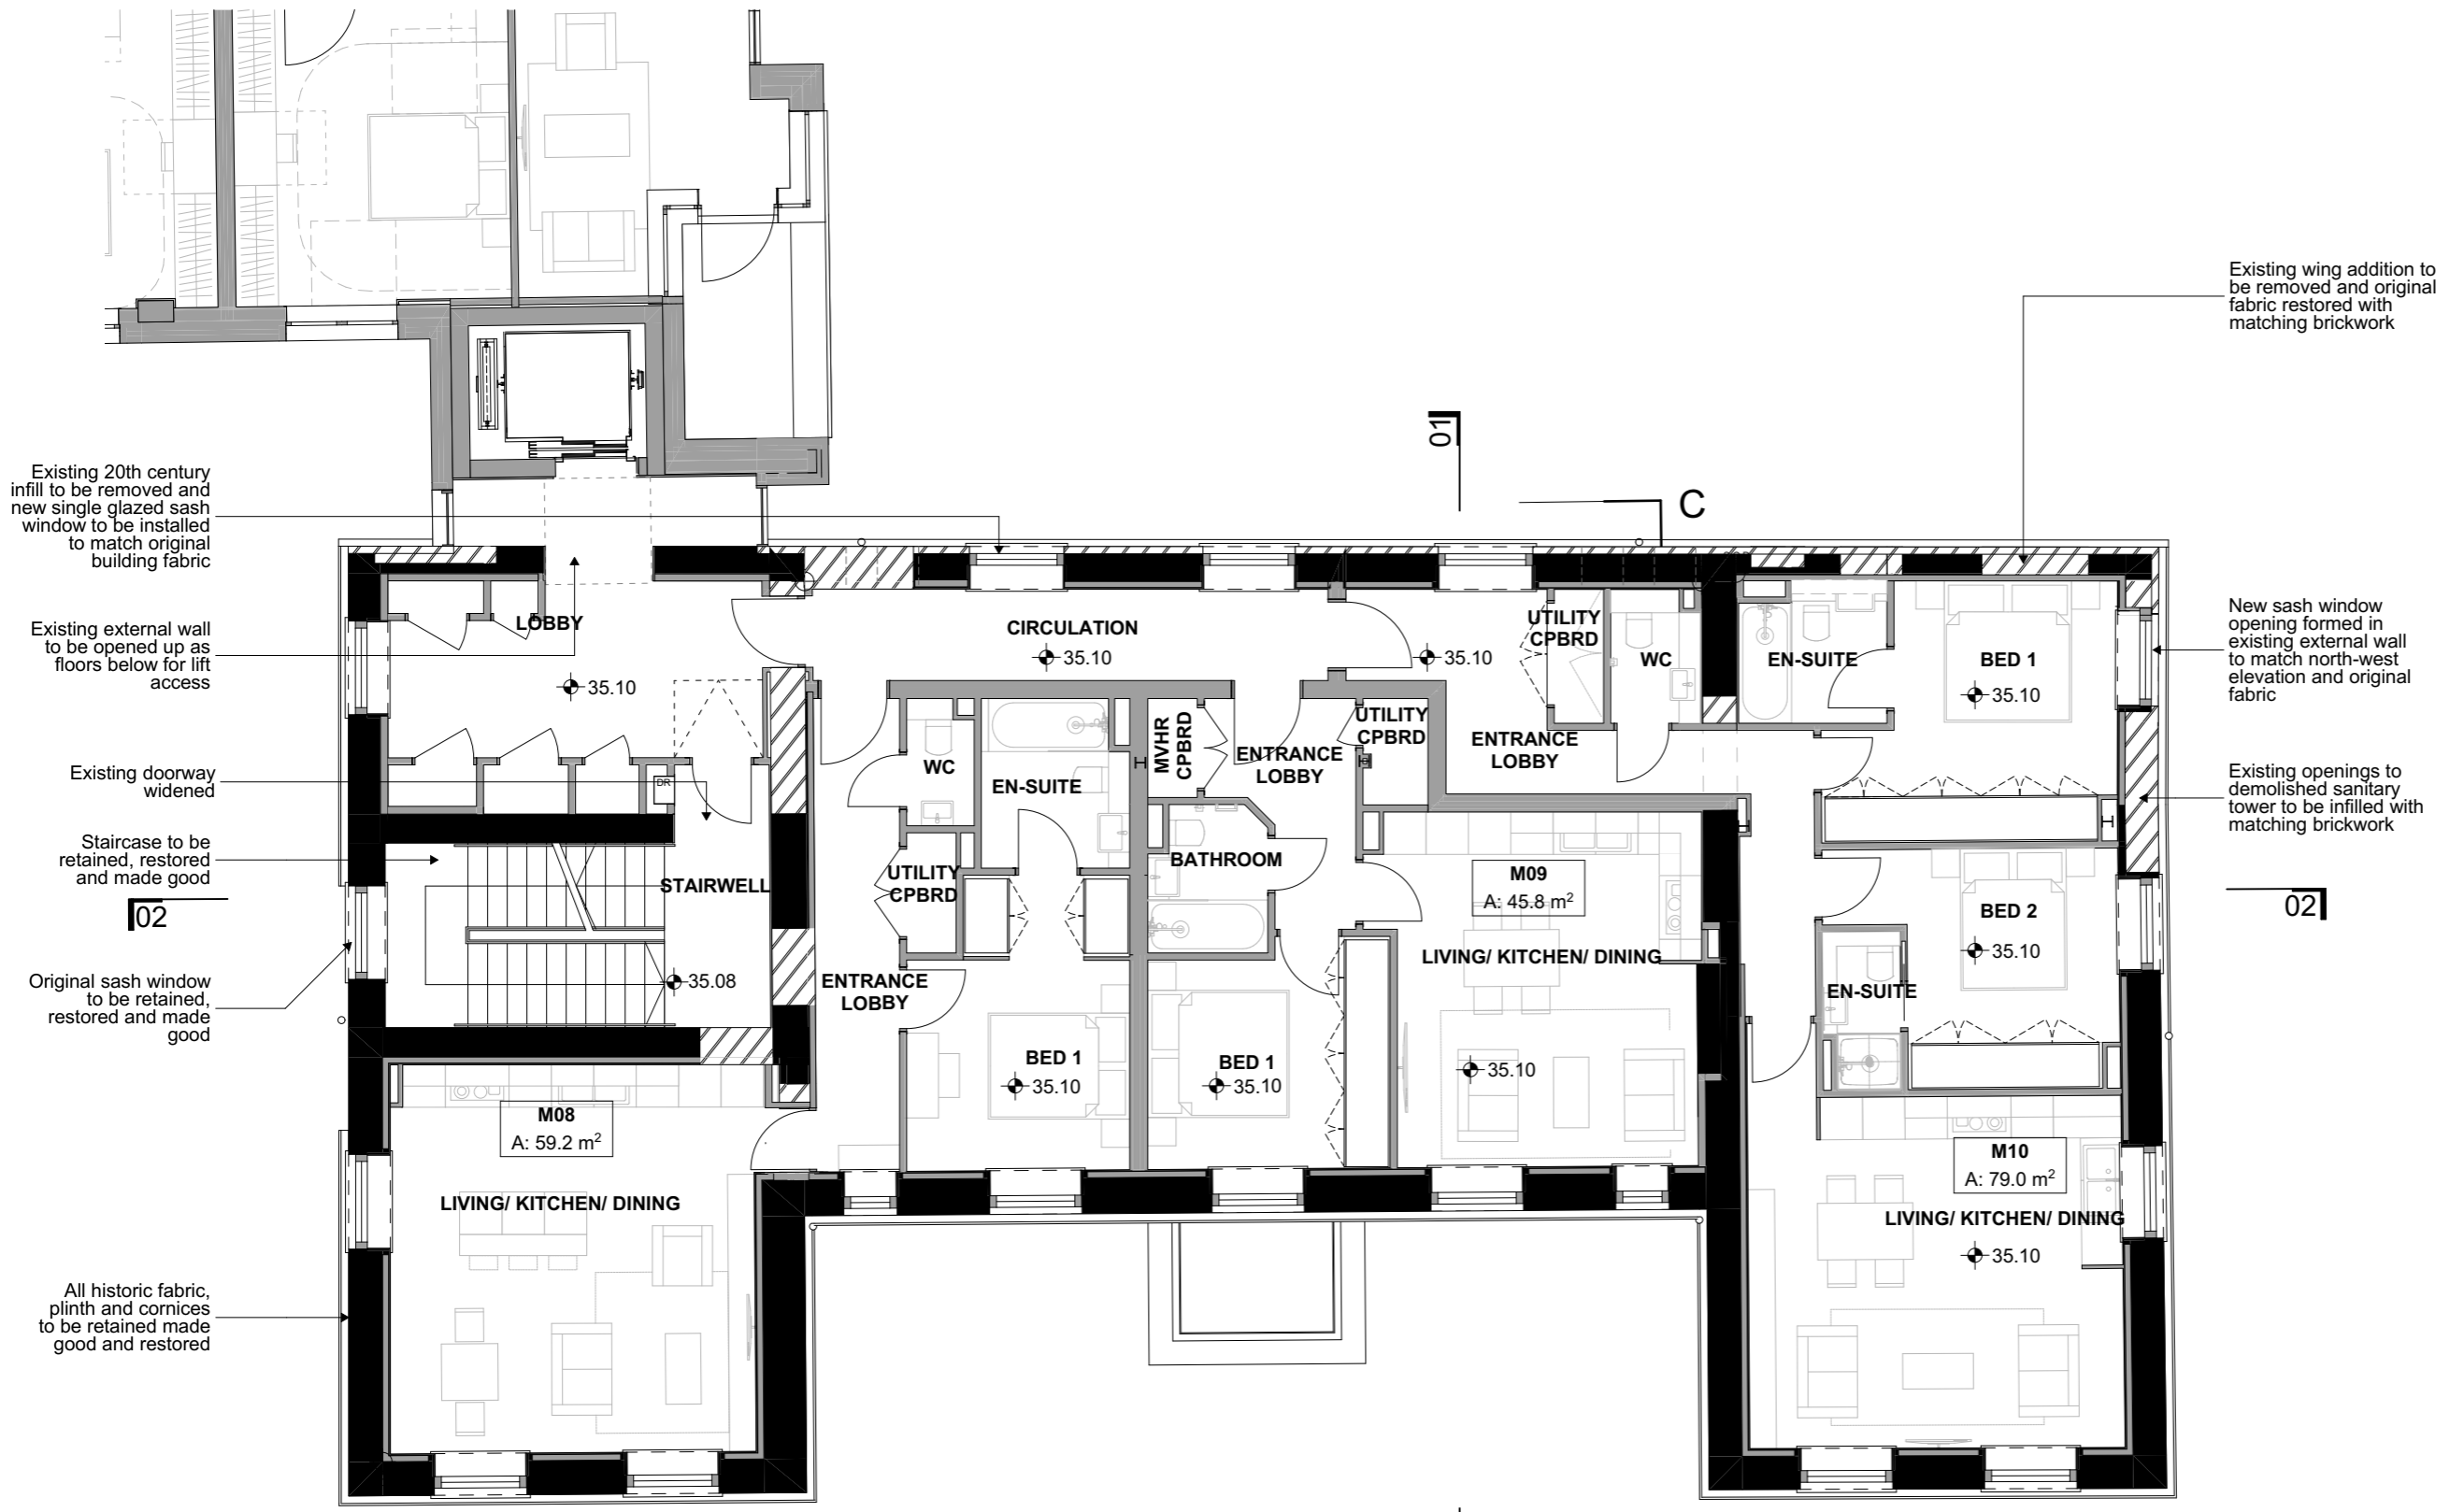 Existing wing addition to
be removed and original
fabric restored with
matching brickwork
01
C
Existing 20th century
infill to be removed and
new single glazed sash
window to be installed
to match original
building fabric
Existing external wall
to be opened up as
floors below for lift
access
Existing doorway
widened
Staircase to be
retained, restored
and made good
02
Original sash window
to be retained,
restored and made
good
All historic fabric,
plinth and cornices
to be retained made
good and restored
LOBBY
35.10
DR
STAIRWELL
35.08
M08
A: 59.2 m²
LIVING/ KITCHEN/ DINING
CIRCULATION
35.10
WC
EN-SUITE
UTILITY
CPBRD
ENTRANCE
LOBBY
BED 1
35.10
MVHR
CPBRD
ENTRANCE
LOBBY
UTILITY
CPBRD
BATHROOM
BED 1
35.10
M09
A: 45.8 m²
LIVING/ KITCHEN/ DINING
35.10
35.10
UTILITY
CPBRD
WC
ENTRANCE
LOBBY
EN-SUITE
BED 1
35.10
BED 2
35.10
EN-SUITE
M10
A: 79.0 m²
LIVING/ KITCHEN/ DINING
35.10
New sash window
opening formed in
existing external wall
to match north-west
elevation and original
fabric
Existing openings to
demolished sanitary
tower to be infilled with
matching brickwork
02